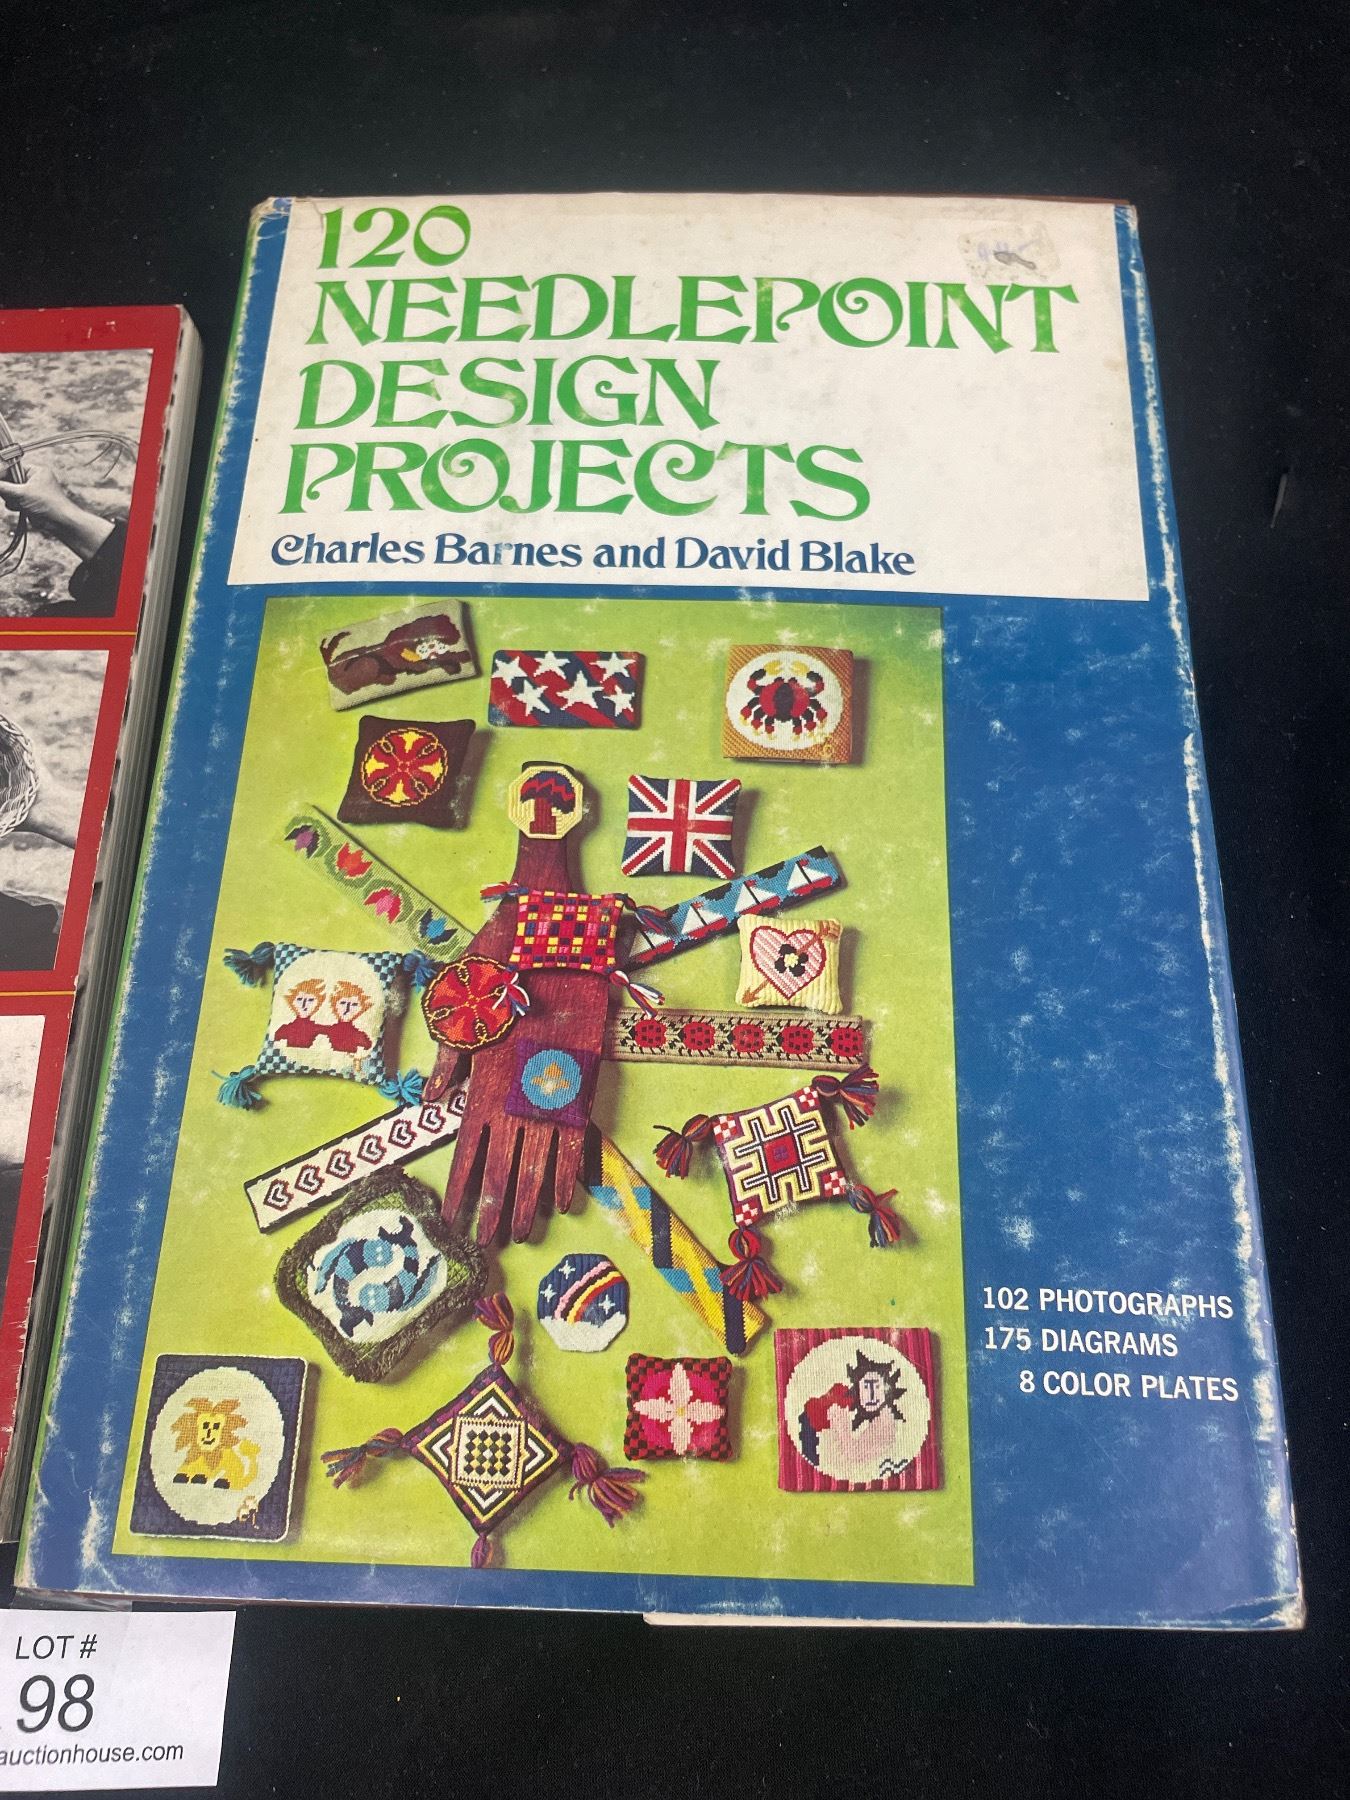 120
NEEDLEPOINT
DESIGN
PROJECTS
Charles Barnes and David Blake
102 PHOTOGRAPHS
175 DIAGRAMS
8 COLOR PLATES
LOT #
98
auctionhouse.com